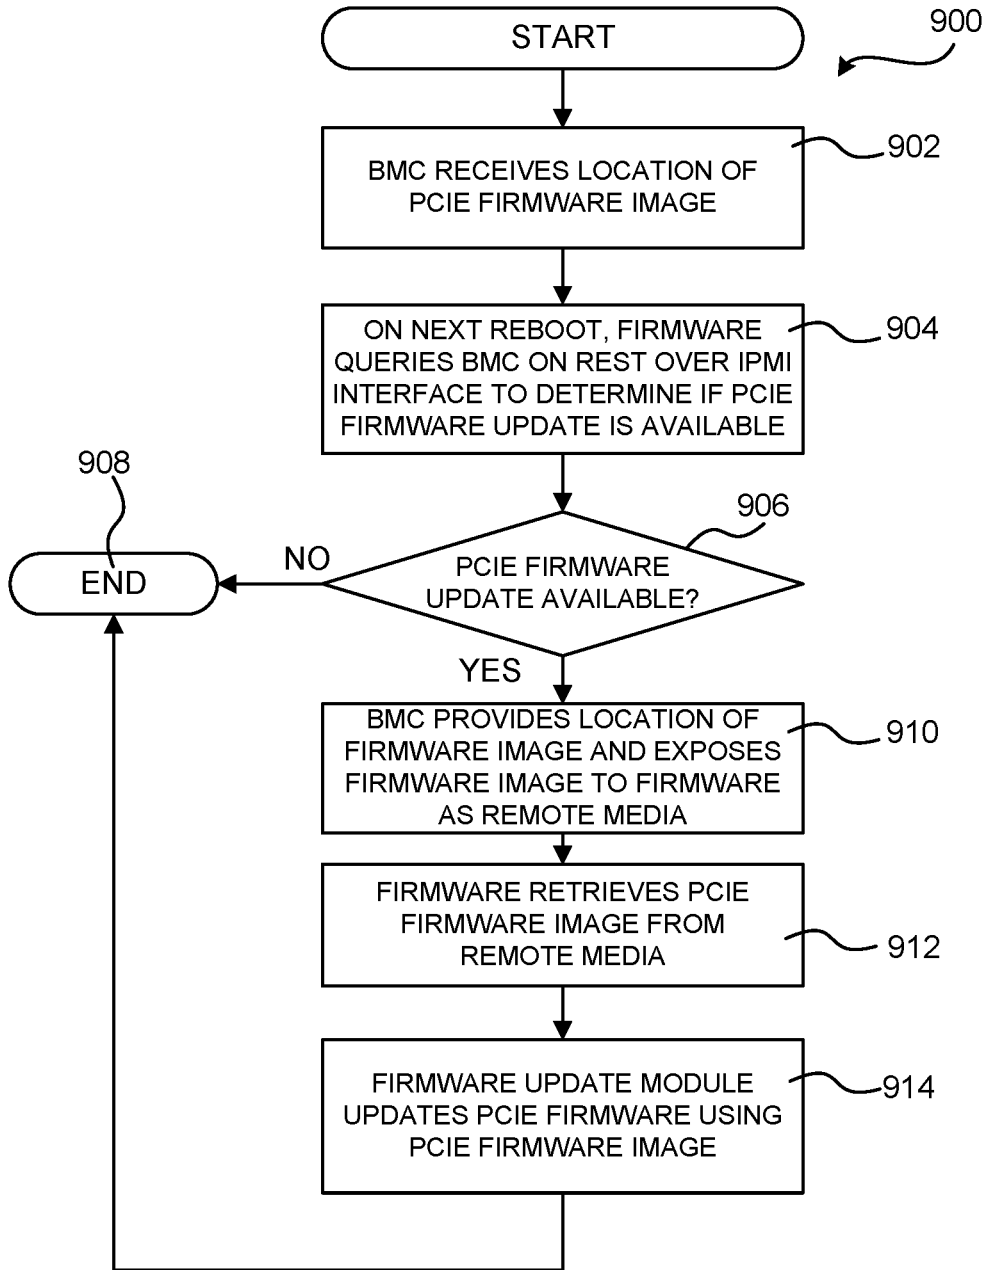 START
900
BMC RECEIVES LOCATION OF
PCIE FIRMWARE IMAGE
902
ON NEXT REBOOT, FIRMWARE
QUERIES BMC ON REST OVER IPMI
INTERFACE TO DETERMINE IF PCIE
FIRMWARE UPDATE IS AVAILABLE
904
908
END
NO
906
PCIE FIRMWARE
UPDATE AVAILABLE?
YES
BMC PROVIDES LOCATION OF
FIRMWARE IMAGE AND EXPOSES
FIRMWARE IMAGE TO FIRMWARE
AS REMOTE MEDIA
910
FIRMWARE RETRIEVES PCIE
FIRMWARE IMAGE FROM
REMOTE MEDIA
912
FIRMWARE UPDATE MODULE
UPDATES PCIE FIRMWARE USING
PCIE FIRMWARE IMAGE
914